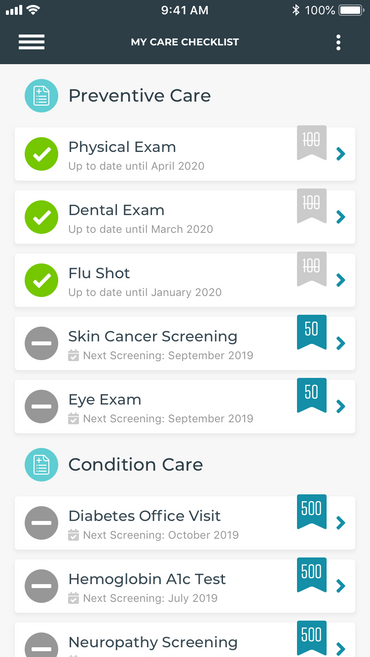 9:41 AM 100%
MY CARE CHECKLIST
Preventive Care
Physical Exam 100
Up to date until April 2020
Dental Exam 100
Up to date until March 2020
Flu Shot 100
Up to date until January 2020
Skin Cancer Screening 50
Next Screening: September 2019
Eye Exam 50
Next Screening: September 2019
Condition Care
Diabetes Office Visit 500
Next Screening: October 2019
Hemoglobin A1c Test 500
Next Screening: July 2019
Neuropathy Screening 500